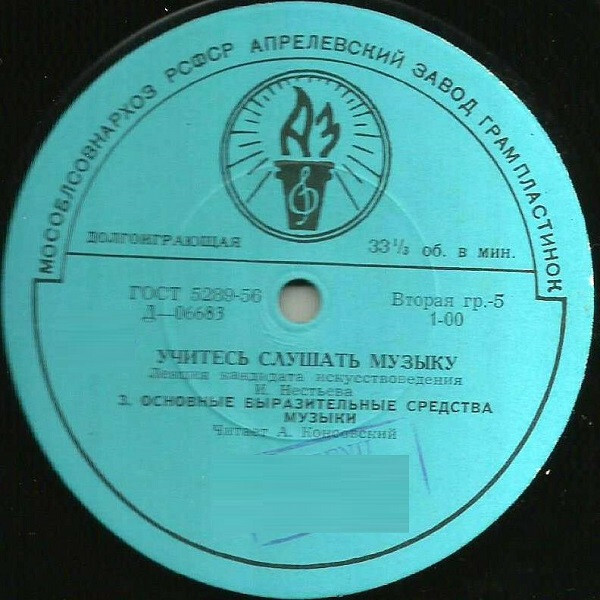 МОСОБЛСОВНАРХОЗ РСФСР АПРЕЛЕВСКИЙ ЗАВОД ГРАМПЛАСТИНОК
АЗ
ДОЛГОИГРАЮЩАЯ 33⅓ об. в мин.
ГОСТ 5289-56 Вторая гр.-5
Д—06683 1-00
УЧИТЕСЬ СЛУШАТЬ МУЗЫКУ
Лекция кандидата искусствоведения
И. Нестьева
3. ОСНОВНЫЕ ВЫРАЗИТЕЛЬНЫЕ СРЕДСТВА
МУЗЫКИ
Читает А. Консовский